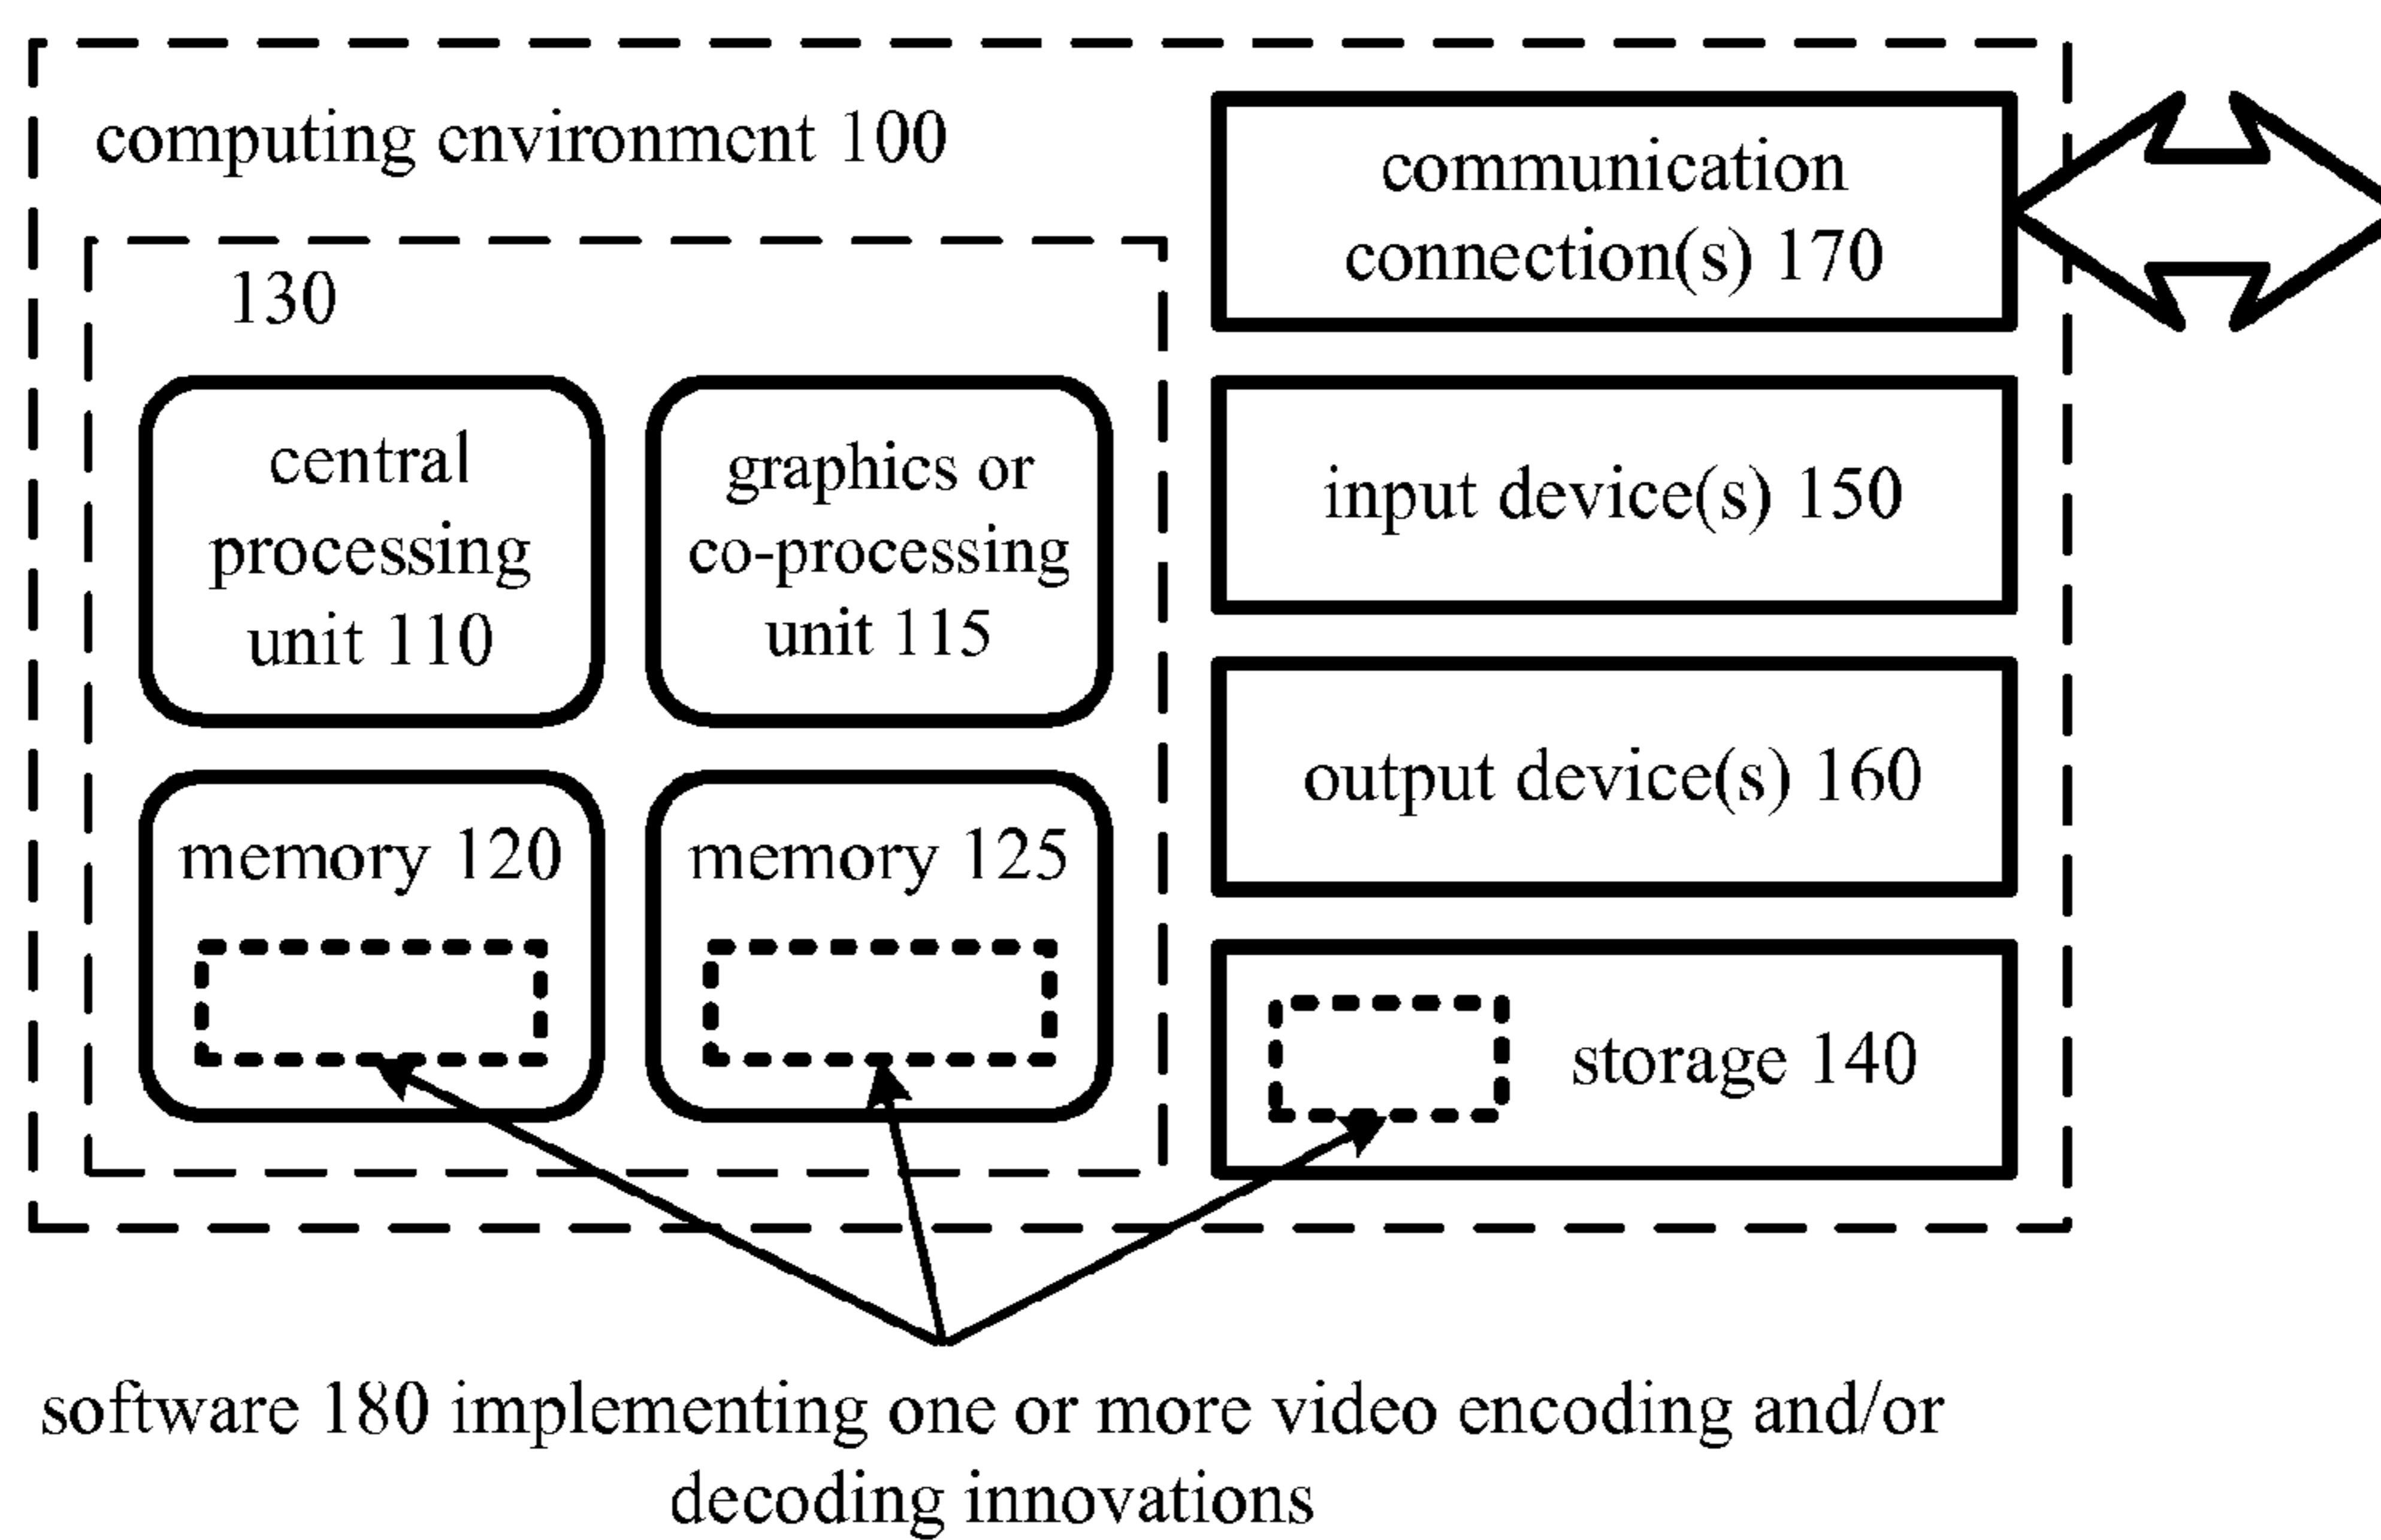 computing environment 100
130
central
processing
unit 110
graphics or
co-processing
unit 115
memory 120
memory 125
communication
connection(s) 170
input device(s) 150
output device(s) 160
storage 140
software 180 implementing one or more video encoding and/or
decoding innovations